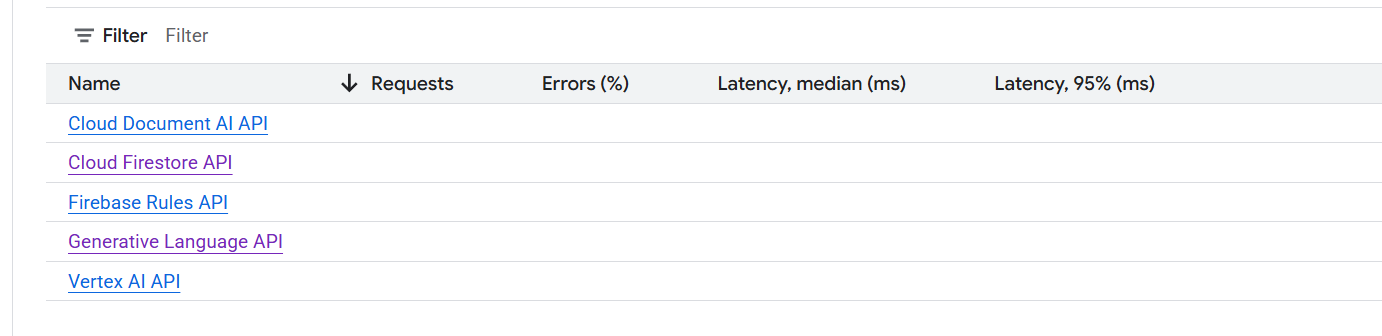 Filter Filter
Name Requests Errors (%) Latency, median (ms) Latency, 95% (ms)
Cloud Document AI API
Cloud Firestore API
Firebase Rules API
Generative Language API
Vertex AI API